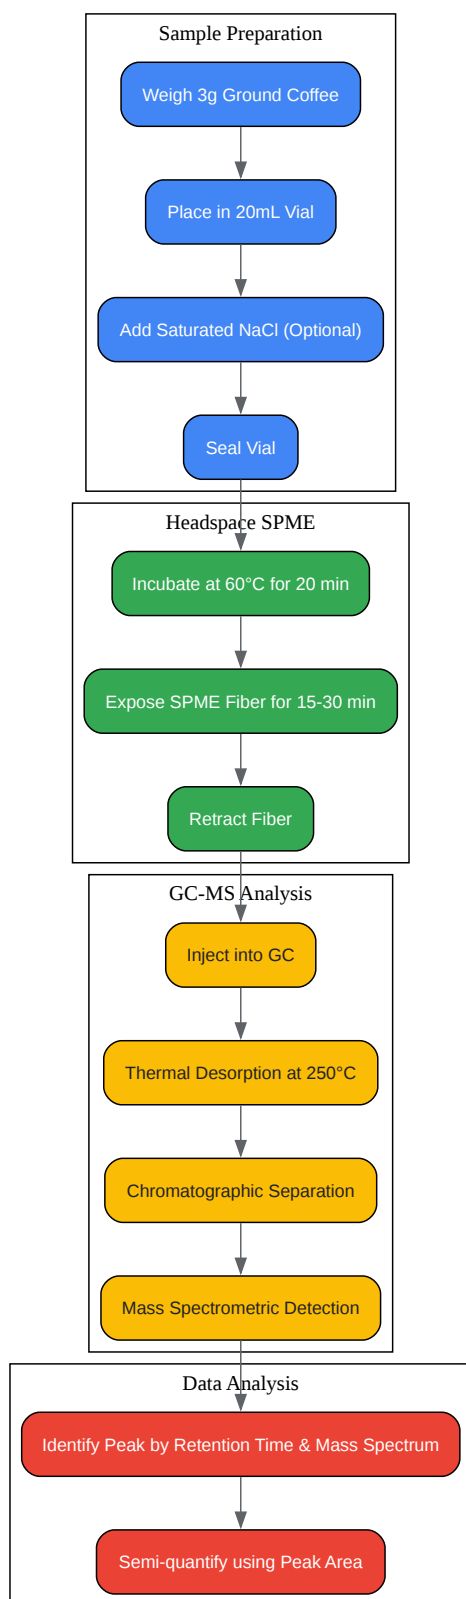 Sample Preparation
Weigh 3g Ground Coffee
Place in 20mL Vial
Add Saturated NaCl (Optional)
Seal Vial
Headspace SPME
Incubate at 60°C for 20 min
Expose SPME Fiber for 15-30 min
Retract Fiber
GC-MS Analysis
Inject into GC
Thermal Desorption at 250°C
Chromatographic Separation
Mass Spectrometric Detection
Data Analysis
Identify Peak by Retention Time & Mass Spectrum
Semi-quantify using Peak Area